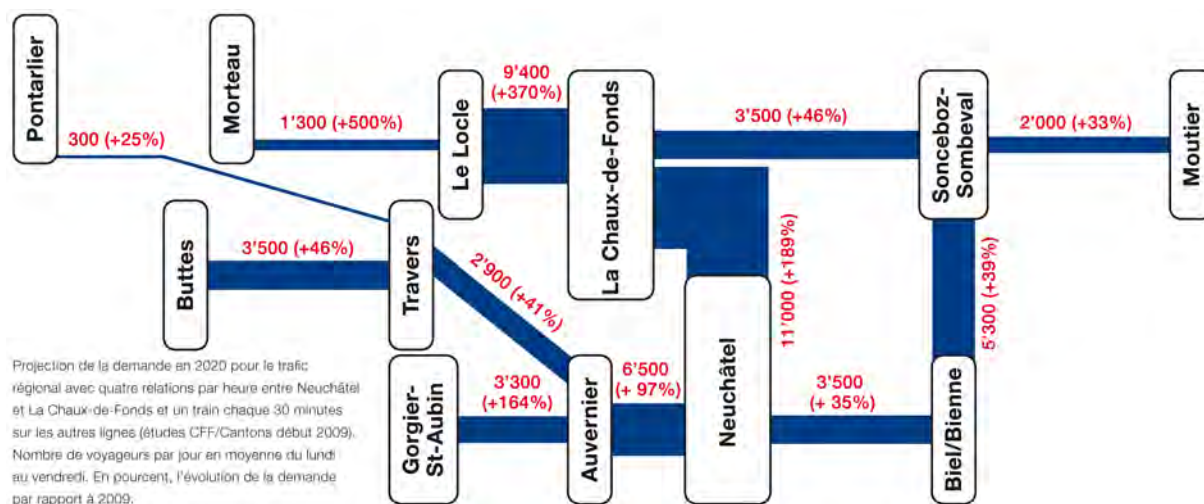 Pontarlier
300 (+25%)
Morteau
1'300 (+500%)
Le Locle
9'400
(+370%)
La Chaux-de-Fonds
3'500 (+46%)
Sonceboz-
Sombeval
2'000 (+33%)
Moutier
Buttes
3'500 (+46%)
Travers
2'900 (+41%)
11'000 (+189%)
5'300 (+39%)
Gorgier-
St-Aubin
3'300
(+164%)
Auvernier
6'500
(+ 97%)
Neuchâtel
3'500
(+ 35%)
Biel/Bienne
Projection de la demande en 2020 pour le trafic
régional avec quatre relations par heure entre Neuchâtel
et La Chaux-de-Fonds et un train chaque 30 minutes
sur les autres lignes (études CFF/Cantons début 2009).
Nombre de voyageurs par jour en moyenne du lundi
au vendredi. En pourcent, l'évolution de la demande
par rapport à 2009.